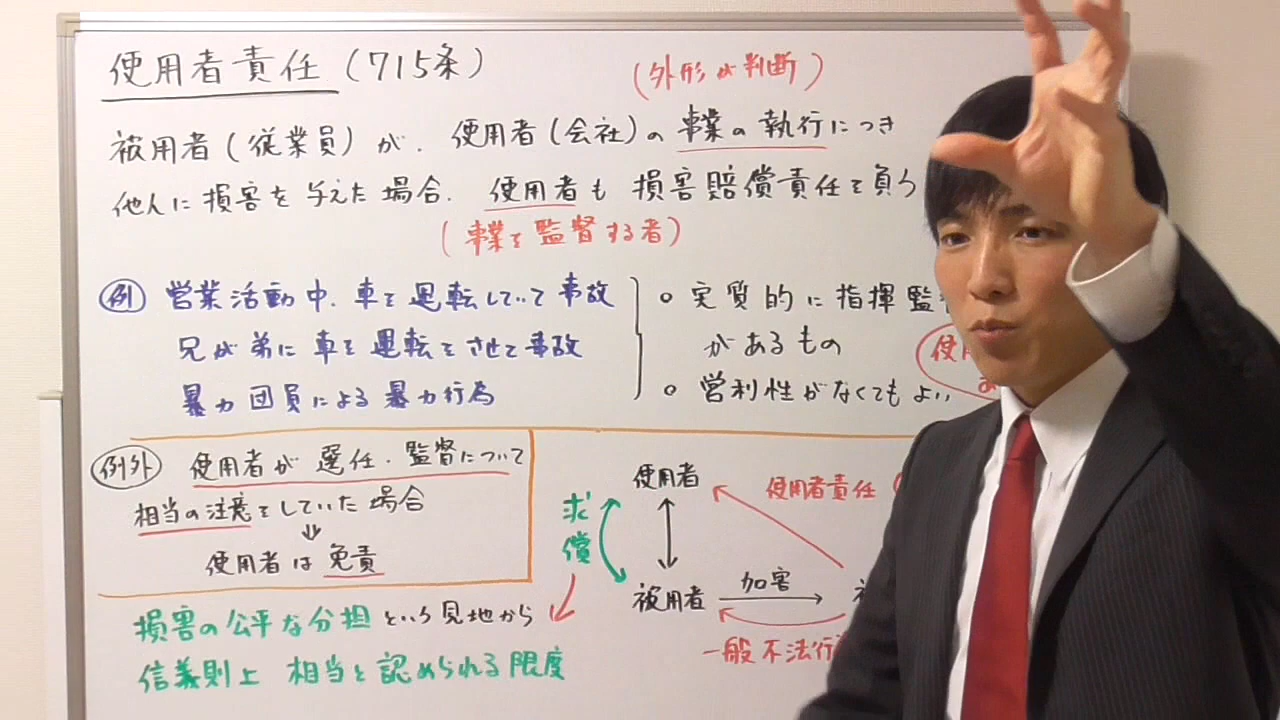 使用者責任(715条)
(外形が判断)
被用者(従業員)が、使用者(会社)の事業の執行につき
他人に損害を与えた場合、使用者も損害賠償責任を負う
(事業を監督する者)
例 営業活動中、車を運転していて事故
兄が弟に車を運転をさせて事故
暴力団員による暴力行為
○実質的に指揮監
があるもの
○営利性がなくてもよい
使
例外 使用者が選任・監督について
相当の注意をしていた場合
⇓
使用者は免責
使用者
使用者責任
求償
被用者
加害
一般不法行
損害の公平な分担という見地から
信義則上 相当と認められる限度